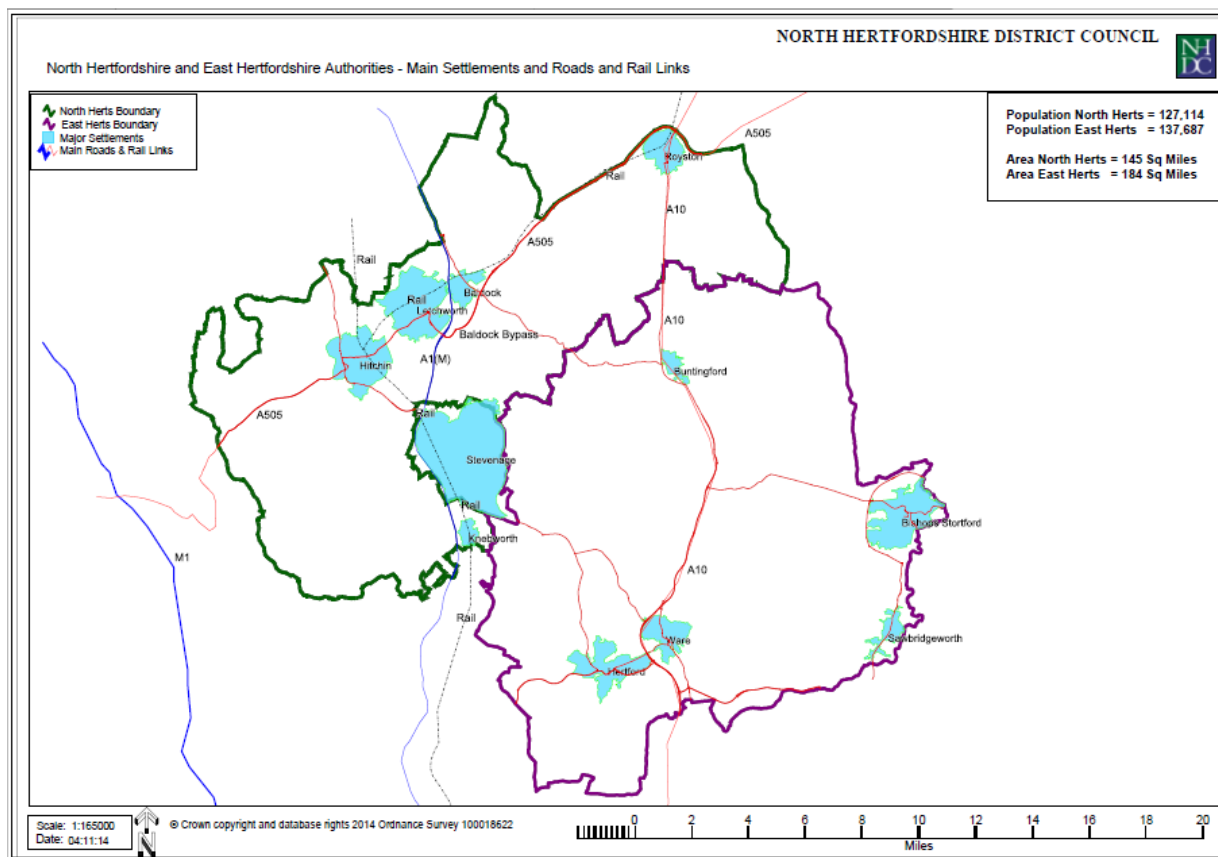 NORTH HERTFORDSHIRE DISTRICT COUNCIL
NH
DC
North Hertfordshire and East Hertfordshire Authorities - Main Settlements and Roads and Rail Links
North Herts Boundary
East Herts Boundary
Major Settlements
Main Roads & Rail Links
Population North Herts = 127,114
Population East Herts = 137,687
Area North Herts = 145 Sq Miles
Area East Herts = 184 Sq Miles
A505
Royston
Rail
A10
A505
Rail
Baldock
Rail
Letchworth
A10
Baldock Bypass
A1(M)
Hitchin
Buntingford
A505
Rail
Stevenage
Rail
Bishops Stortford
Knebworth
M1
A10
Rail
Ware
Sawbridgeworth
Hertford
Scale: 1:165000
Date: 04:11:14
N
© Crown copyright and database rights 2014 Ordnance Survey 100018622
0 2 4 6 8 10 12 14 16 18 20
Miles